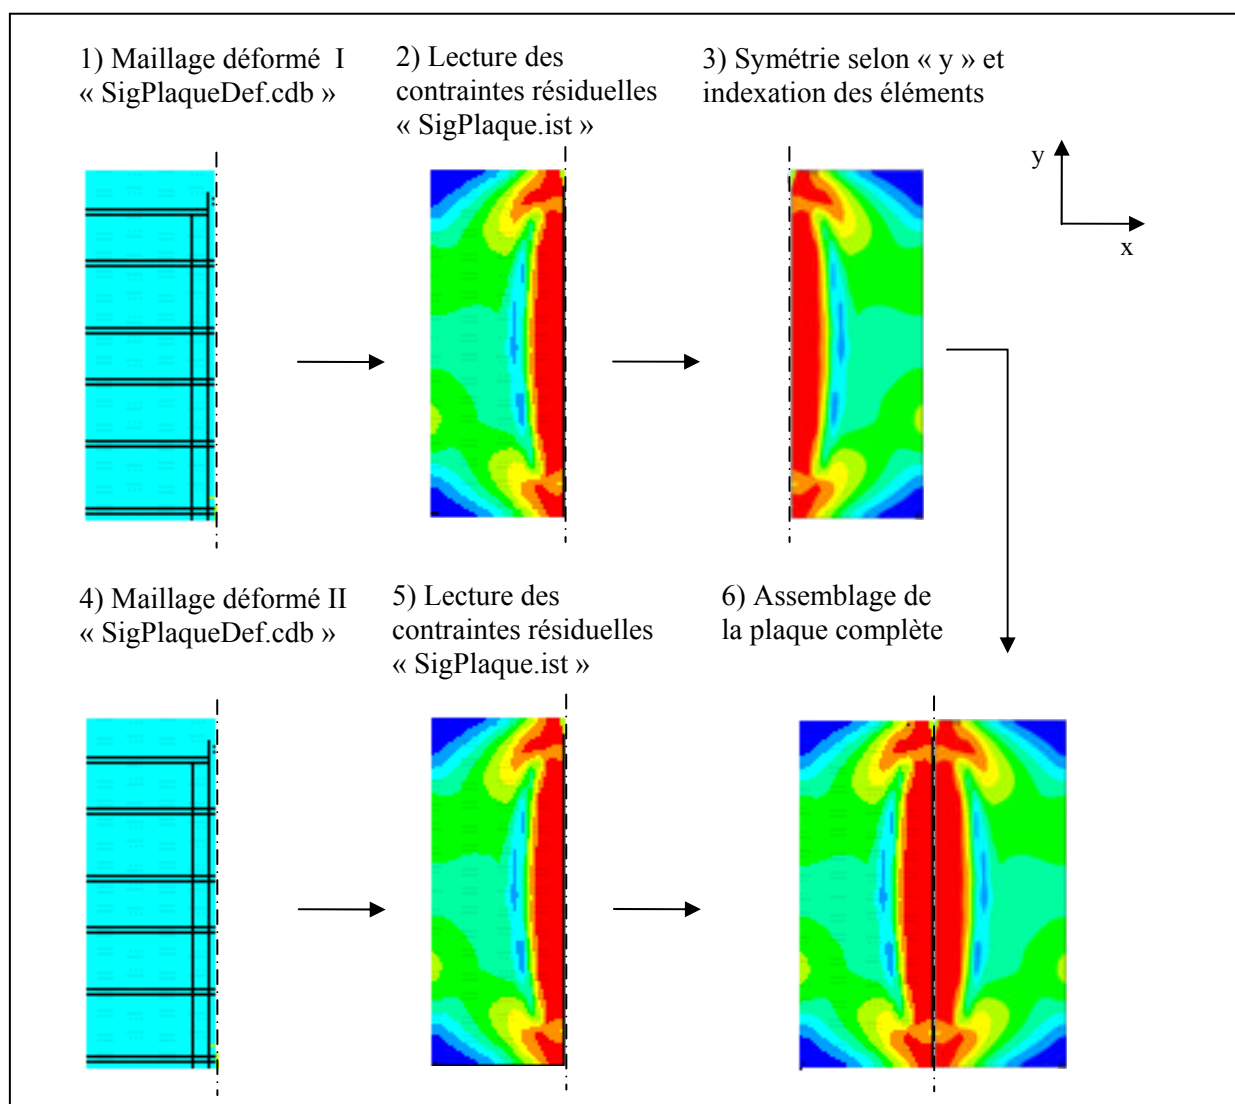 1) Maillage déformé I
« SigPlaqueDef.cdb »
2) Lecture des
contraintes résiduelles
« SigPlaque.ist »
3) Symétrie selon « y » et
indexation des éléments
y
x
4) Maillage déformé II
« SigPlaqueDef.cdb »
5) Lecture des
contraintes résiduelles
« SigPlaque.ist »
6) Assemblage de
la plaque complète